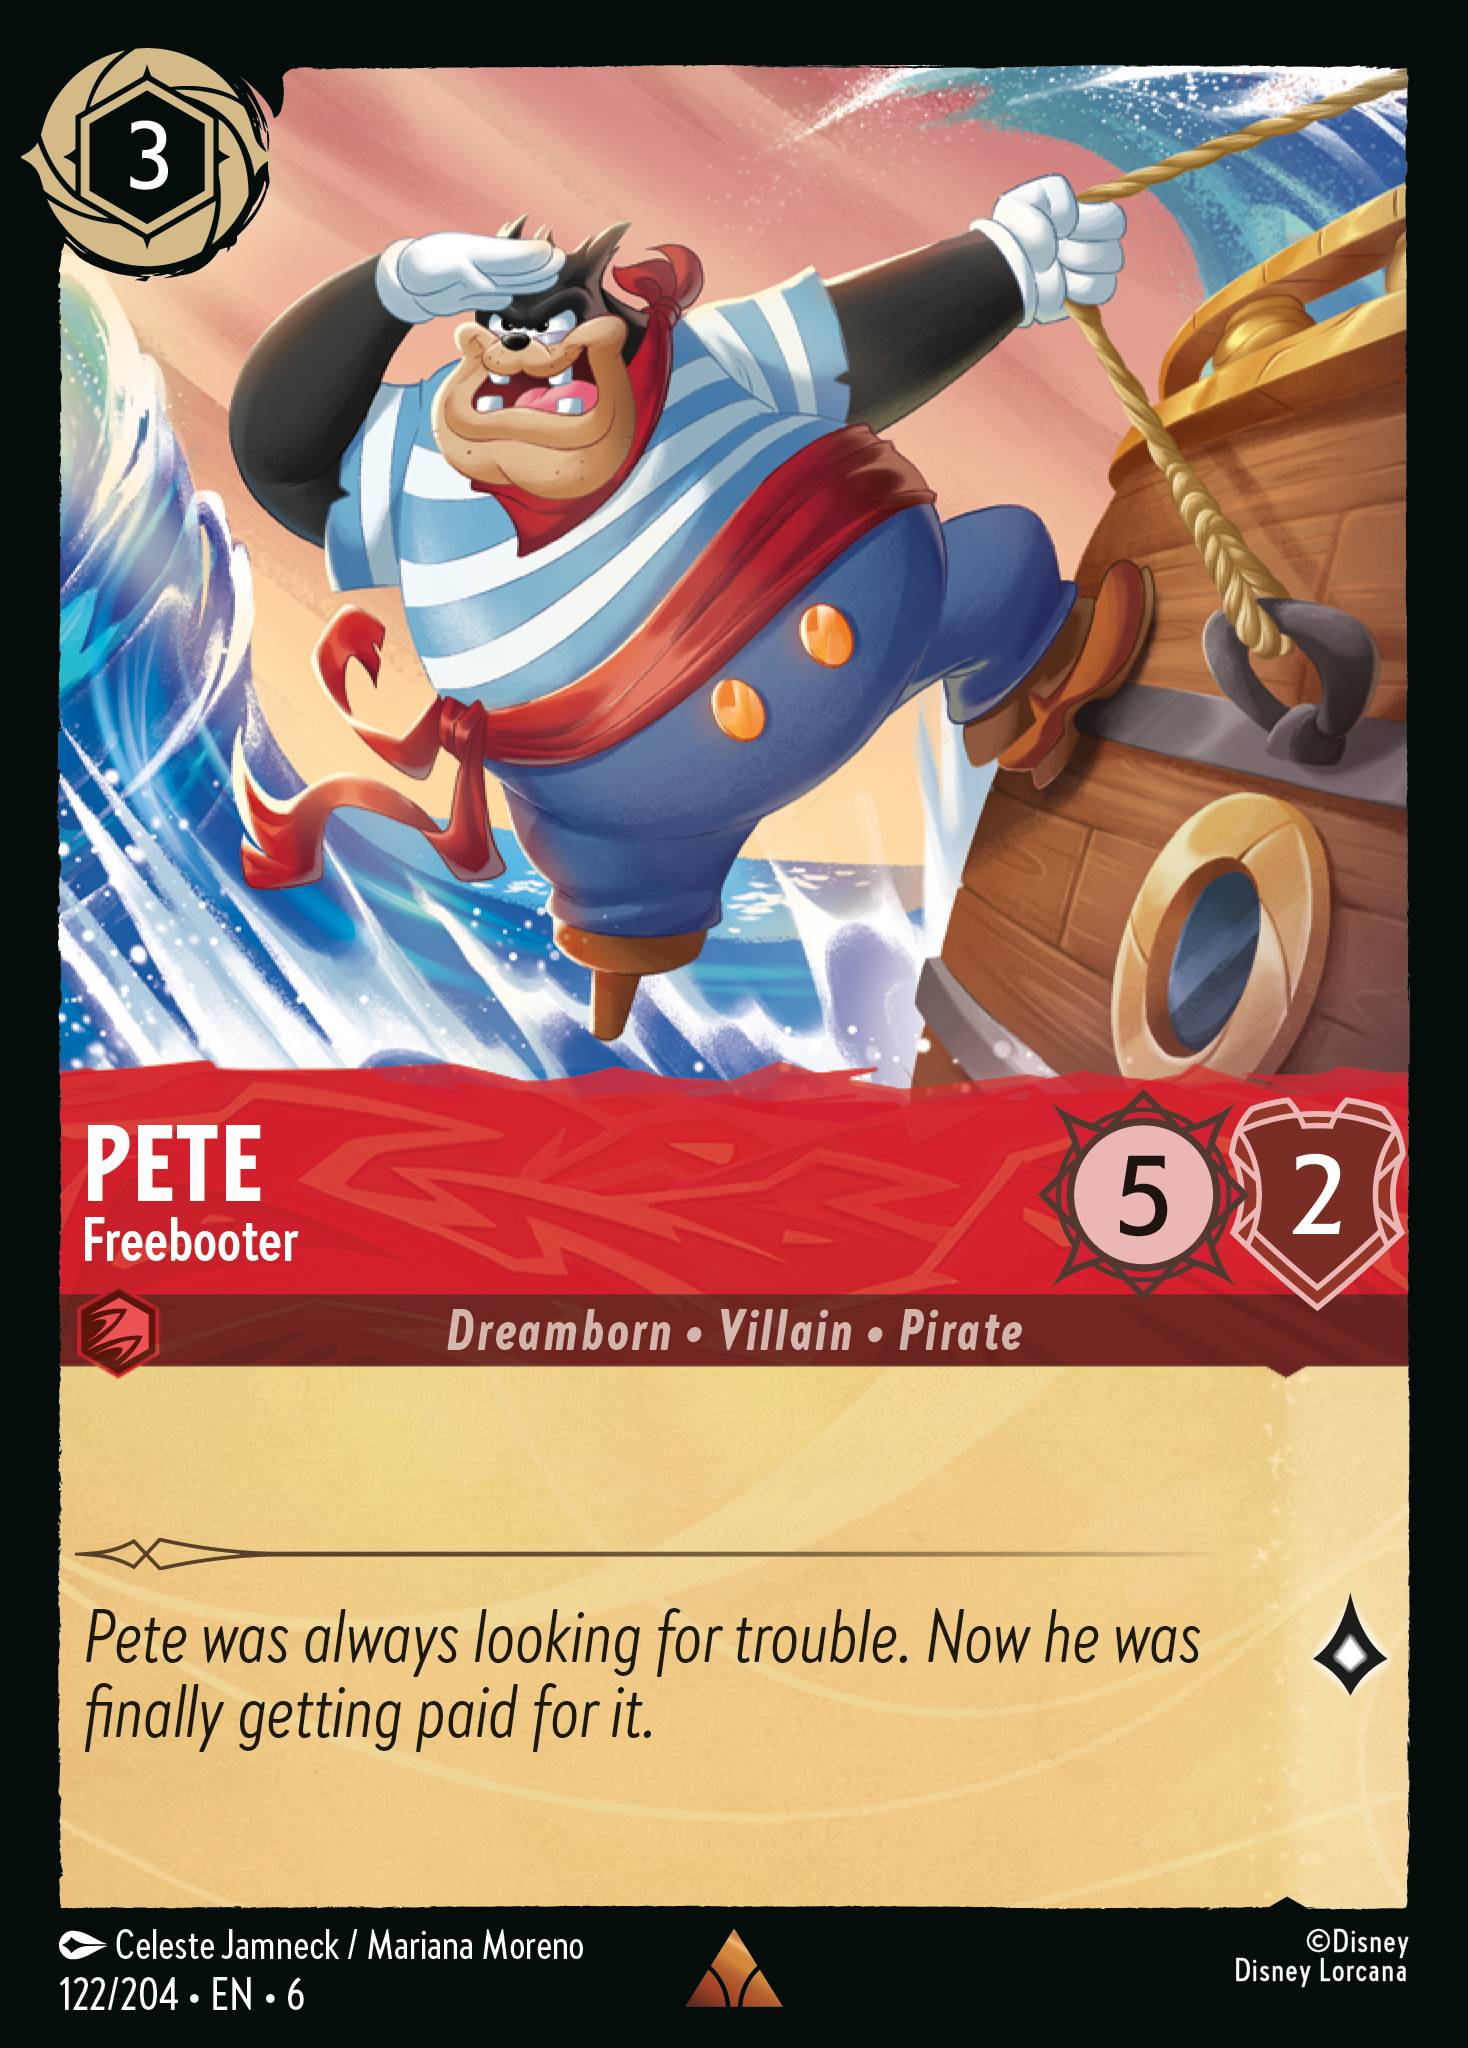 3
PETE
Freebooter
5
2
Dreamborn • Villain • Pirate
Pete was always looking for trouble. Now he was
finally getting paid for it.
Celeste Jamneck / Mariana Moreno
122/204 • EN • 6
©Disney
Disney Lorcana